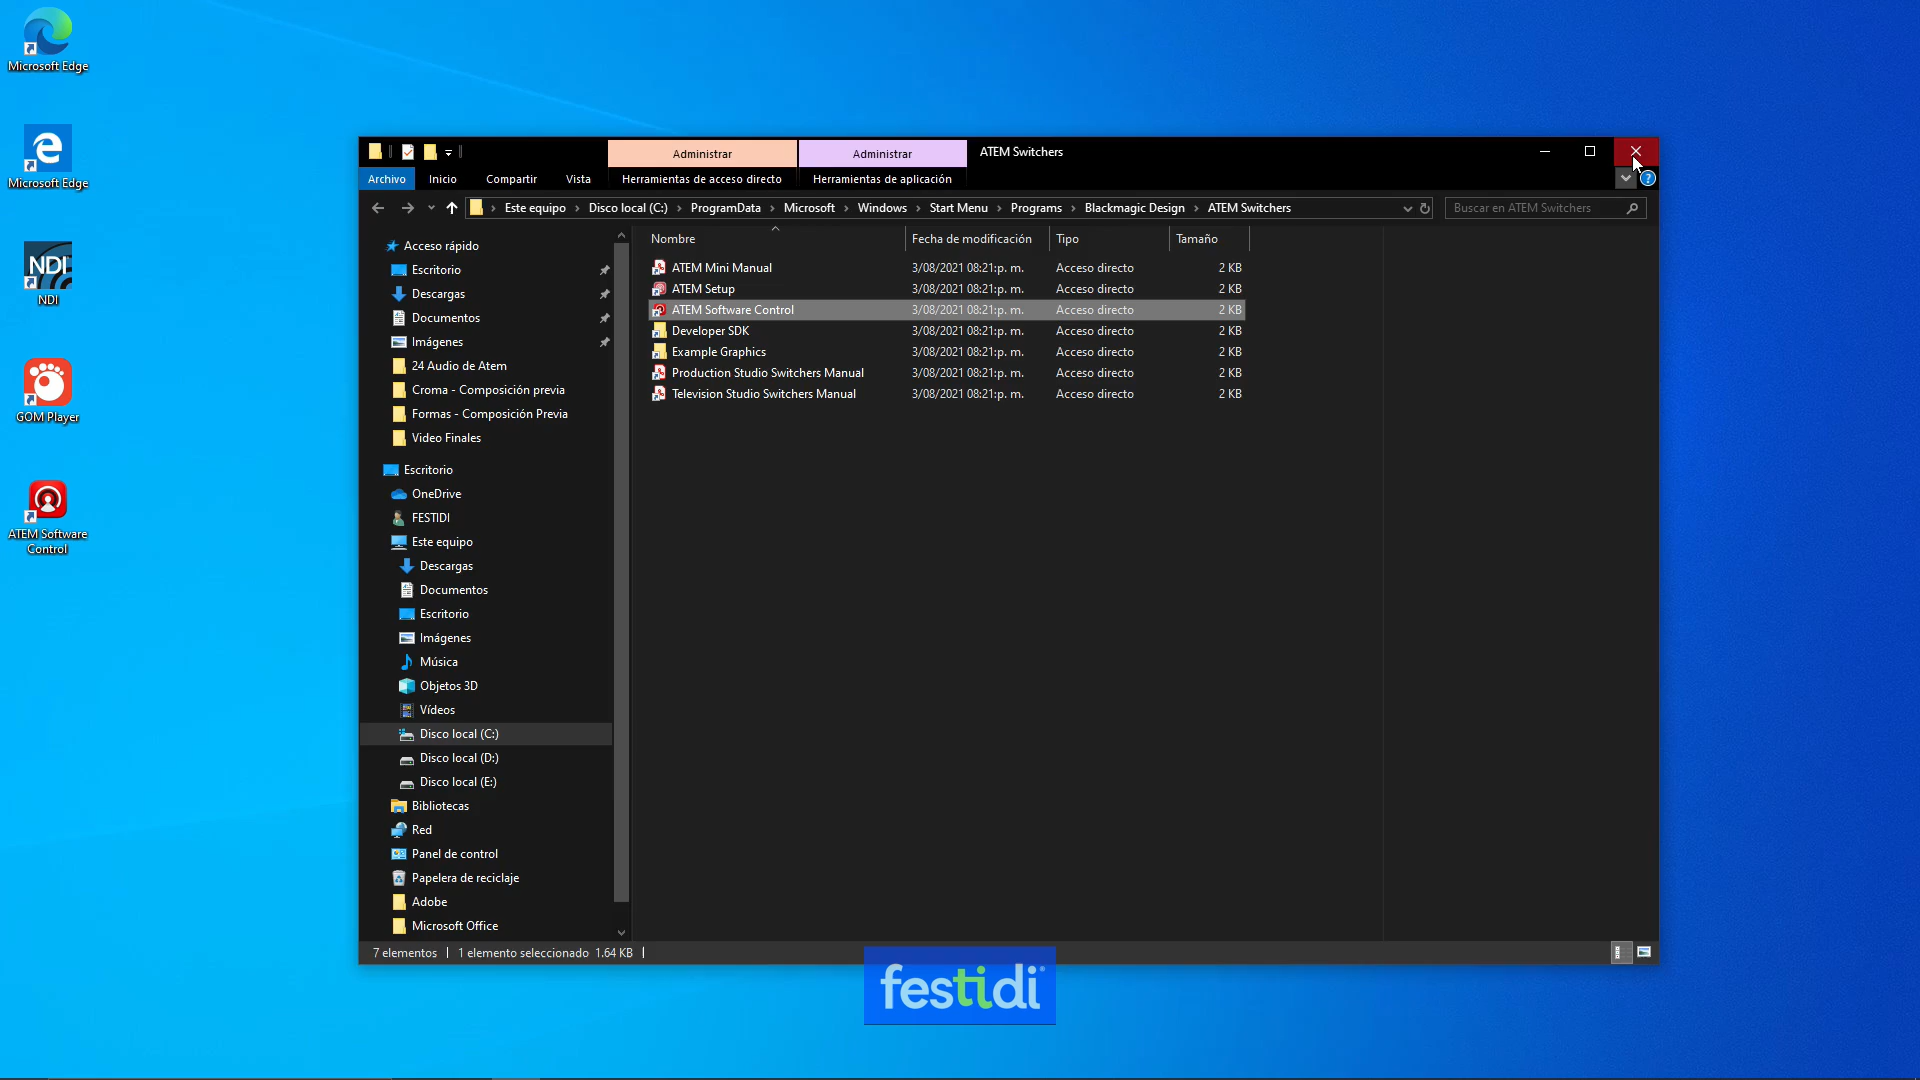 Microsoft Edge
Microsoft Edge
NDI
NDI
GOM Player
ATEM Software
Control
Administrar
Administrar
ATEM Switchers
Archivo
Inicio
Compartir
Vista
Herramientas de acceso directo
Herramientas de aplicación
Este equipo > Disco local (C:) > ProgramData > Microsoft > Windows > Start Menu > Programs > Blackmagic Design > ATEM Switchers
Buscar en ATEM Switchers
Acceso rápido
Escritorio
Descargas
Documentos
Imágenes
24 Audio de Atem
Croma - Composición previa
Formas - Composición Previa
Video Finales
Escritorio
OneDrive
FESTIDI
Este equipo
Descargas
Documentos
Escritorio
Imágenes
Música
Objetos 3D
Vídeos
Disco local (C:)
Disco local (D:)
Disco local (E:)
Bibliotecas
Red
Panel de control
Papelera de reciclaje
Adobe
Microsoft Office
Nombre Fecha de modificación Tipo Tamaño
ATEM Mini Manual 3/08/2021 08:21:p. m. Acceso directo 2 KB
ATEM Setup 3/08/2021 08:21:p. m. Acceso directo 2 KB
ATEM Software Control 3/08/2021 08:21:p. m. Acceso directo 2 KB
Developer SDK 3/08/2021 08:21:p. m. Acceso directo 2 KB
Example Graphics 3/08/2021 08:21:p. m. Acceso directo 2 KB
Production Studio Switchers Manual 3/08/2021 08:21:p. m. Acceso directo 2 KB
Television Studio Switchers Manual 3/08/2021 08:21:p. m. Acceso directo 2 KB
7 elementos
1 elemento seleccionado 1.64 KB
festidi®